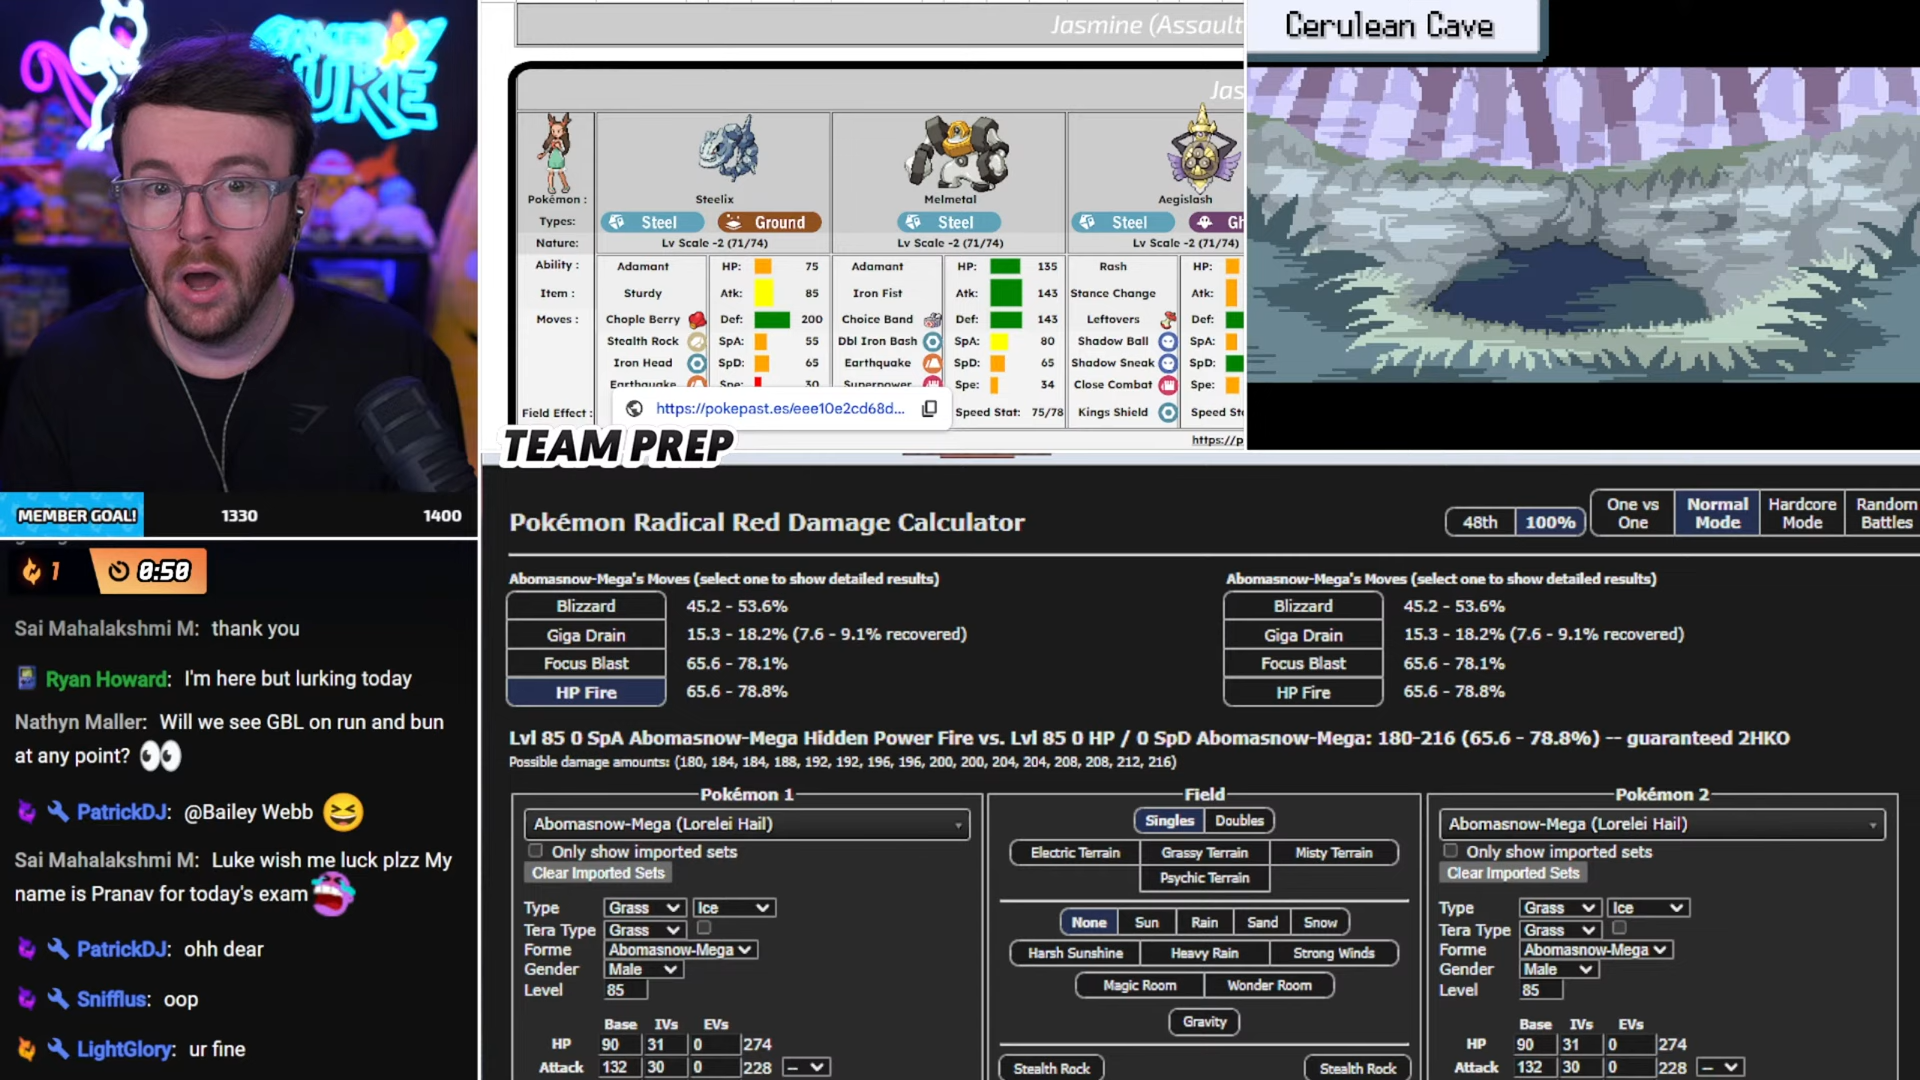 MEMBER GOAL!
1330
1400
1
0:50
Sai Mahalakshmi M: thank you
Ryan Howard: I'm here but lurking today
Nathyn Maller: Will we see GBL on run and bun
at any point?
PatrickDJ: @Bailey Webb
Sai Mahalakshmi M: Luke wish me luck plzz My
name is Pranav for today's exam
PatrickDJ: ohh dear
Snifflus: oop
LightGlory: ur fine
Jasmine (Assault
Jas
Pokémon :
Steelix
Melmetal
Aegislash
Types:
Steel
Ground
Steel
Steel
Gh
Nature:
Lv Scale -2 (71/74)
Lv Scale -2 (71/74)
Lv Scale -2 (71/74)
Ability :
Adamant
HP: 75
Adamant
HP: 135
Rash
HP:
Item :
Sturdy
Atk: 85
Iron Fist
Atk: 143
Stance Change
Atk:
Moves :
Chople Berry
Def: 200
Choice Band
Def: 143
Leftovers
Def:
Stealth Rock
SpA: 55
Dbl Iron Bash
SpA: 80
Shadow Ball
SpA:
Iron Head
SpD: 65
Earthquake
SpD: 65
Shadow Sneak
SpD:
Earthquake
Spe: 30
Superpower
Spe: 34
Close Combat
Spe:
Field Effect :
https://pokepast.es/eee10e2cd68d...
Speed Stat: 75/78
Kings Shield
Speed St
https://p
TEAM PREP
Cerulean Cave
Pokémon Radical Red Damage Calculator
48th
100%
One vs
One
Normal
Mode
Hardcore
Mode
Random
Battles
Abomasnow-Mega's Moves (select one to show detailed results)
Blizzard 45.2 - 53.6%
Giga Drain 15.3 - 18.2% (7.6 - 9.1% recovered)
Focus Blast 65.6 - 78.1%
HP Fire 65.6 - 78.8%
Abomasnow-Mega's Moves (select one to show detailed results)
Blizzard 45.2 - 53.6%
Giga Drain 15.3 - 18.2% (7.6 - 9.1% recovered)
Focus Blast 65.6 - 78.1%
HP Fire 65.6 - 78.8%
Lvl 85 0 SpA Abomasnow-Mega Hidden Power Fire vs. Lvl 85 0 HP / 0 SpD Abomasnow-Mega: 180-216 (65.6 - 78.8%) -- guaranteed 2HKO
Possible damage amounts: (180, 184, 184, 188, 192, 192, 196, 196, 200, 200, 204, 204, 208, 208, 212, 216)
Pokémon 1
Abomasnow-Mega (Lorelei Hail)
Only show imported sets
Clear Imported Sets
Type Grass Ice
Tera Type Grass
Forme Abomasnow-Mega
Gender Male
Level 85
Base IVs EVs
HP 90 31 0 274
Attack 132 30 0 228 --
Field
Singles Doubles
Electric Terrain Grassy Terrain Misty Terrain
Psychic Terrain
None Sun Rain Sand Snow
Harsh Sunshine Heavy Rain Strong Winds
Magic Room Wonder Room
Gravity
Stealth Rock Stealth Rock
Pokémon 2
Abomasnow-Mega (Lorelei Hail)
Only show imported sets
Clear Imported Sets
Type Grass Ice
Tera Type Grass
Forme Abomasnow-Mega
Gender Male
Level 85
Base IVs EVs
HP 90 31 0 274
Attack 132 30 0 228 --